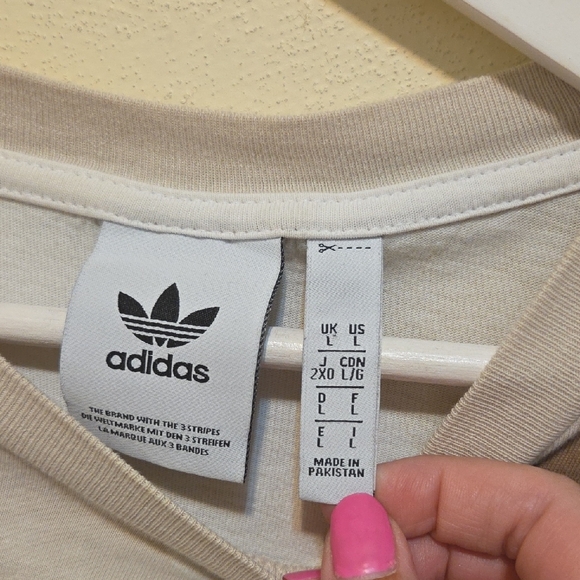 adidas
THE BRAND WITH THE 3 STRIPES
DIE WELTMARKE MIT DEN 3 STREIFEN
LA MARQUE AUX 3 BANDES
UK US
L L
J CDN
2XO L/G
D F
L L
E I
L L
MADE IN
PAKISTAN